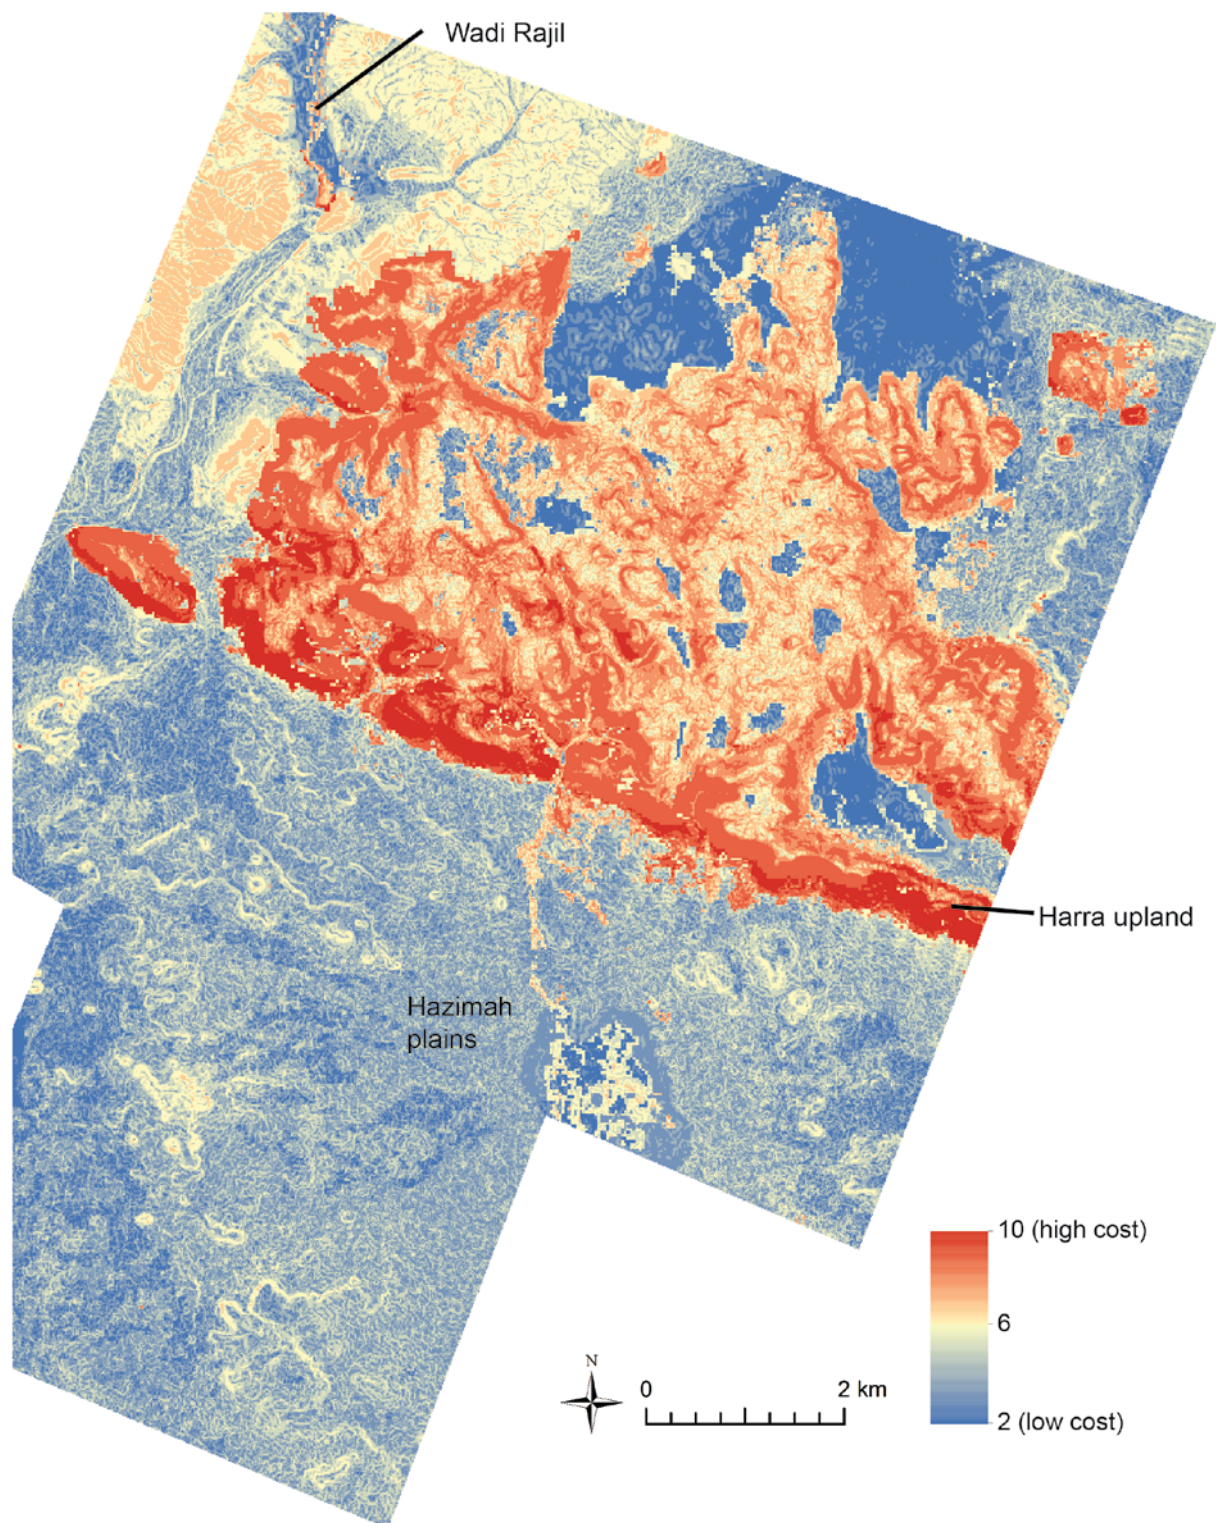 Wadi Rajil
Harra upland
Hazimah
plains
10 (high cost)
6
2 (low cost)
N
0 2 km